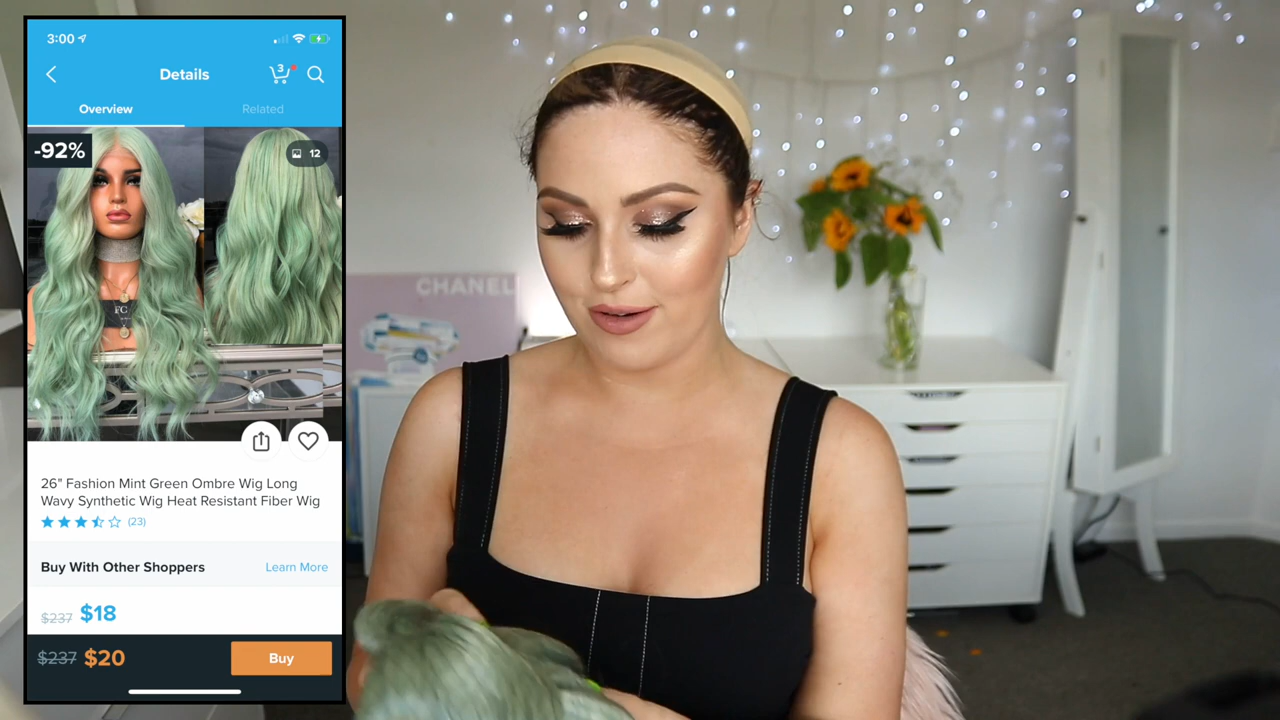 3:00
Details
3
Overview
Related
-92%
12
FC
26" Fashion Mint Green Ombre Wig Long
Wavy Synthetic Wig Heat Resistant Fiber Wig
(23)
Buy With Other Shoppers
Learn More
$237 $18
$237 $20
Buy
CHANEL